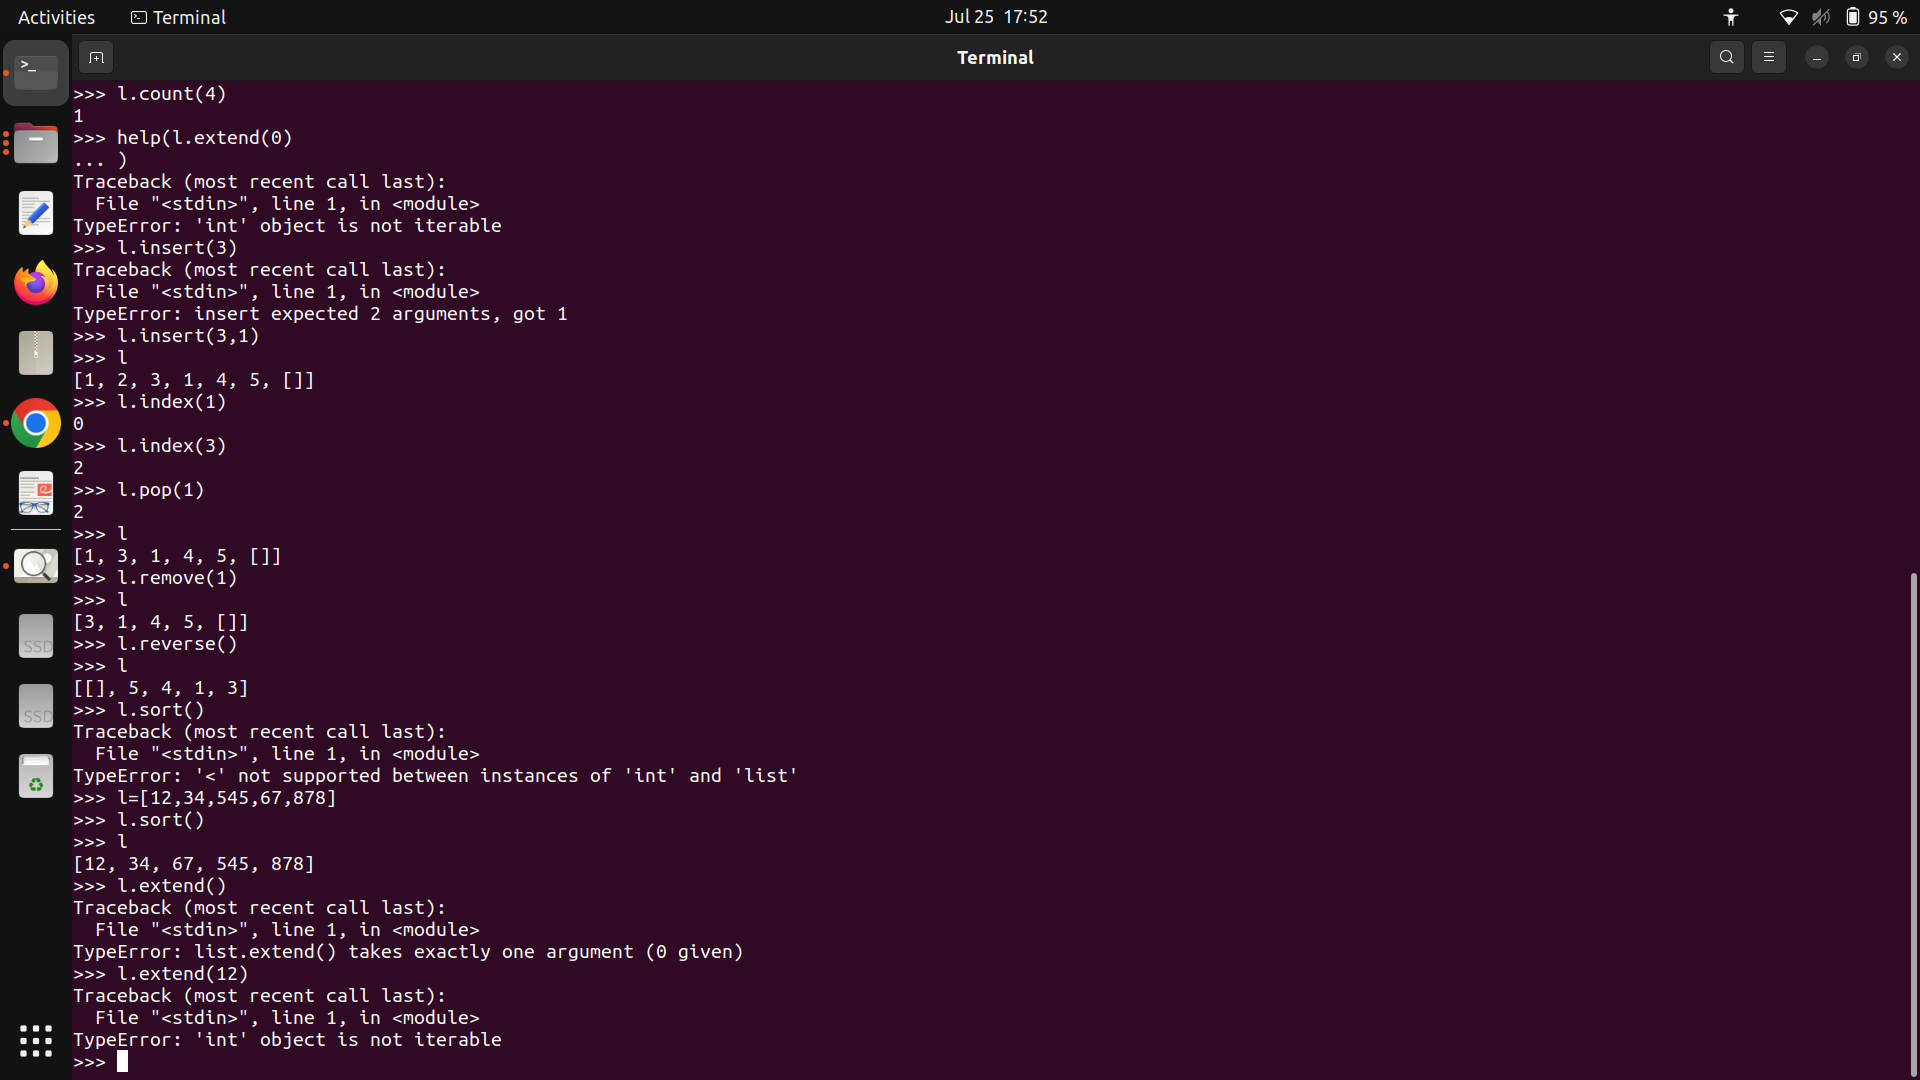 Activities
Terminal
Jul 25 17:52
95 %
Terminal
>>> l.count(4)
1
>>> help(l.extend(0)
... )
Traceback (most recent call last):
  File "<stdin>", line 1, in <module>
TypeError: 'int' object is not iterable
>>> l.insert(3)
Traceback (most recent call last):
  File "<stdin>", line 1, in <module>
TypeError: insert expected 2 arguments, got 1
>>> l.insert(3,1)
>>> l
[1, 2, 3, 1, 4, 5, []]
>>> l.index(1)
0
>>> l.index(3)
2
>>> l.pop(1)
2
>>> l
[1, 3, 1, 4, 5, []]
>>> l.remove(1)
>>> l
[3, 1, 4, 5, []]
>>> l.reverse()
>>> l
[[], 5, 4, 1, 3]
>>> l.sort()
Traceback (most recent call last):
  File "<stdin>", line 1, in <module>
TypeError: '<' not supported between instances of 'int' and 'list'
>>> l=[12,34,545,67,878]
>>> l.sort()
>>> l
[12, 34, 67, 545, 878]
>>> l.extend()
Traceback (most recent call last):
  File "<stdin>", line 1, in <module>
TypeError: list.extend() takes exactly one argument (0 given)
>>> l.extend(12)
Traceback (most recent call last):
  File "<stdin>", line 1, in <module>
TypeError: 'int' object is not iterable
>>>
>_
SSD
SSD